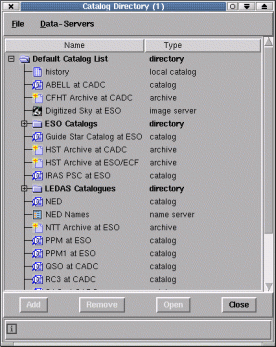 Catalog Directory (1)
File Data-Servers
Name Type
Default Catalog List directory
history local catalog
ABELL at CADC catalog
CFHT Archive at CADC archive
Digitized Sky at ESO image server
ESO Catalogs directory
Guide Star Catalog at ESO catalog
HST Archive at CADC archive
HST Archive at ESO/ECF archive
IRAS PSC at ESO catalog
LEDAS Catalogues directory
NED catalog
NED Names name server
NTT Archive at ESO archive
PPM at ESO catalog
PPM1 at ESO catalog
QSO at CADC catalog
RC3 at CADC catalog
Add Remove Open Close